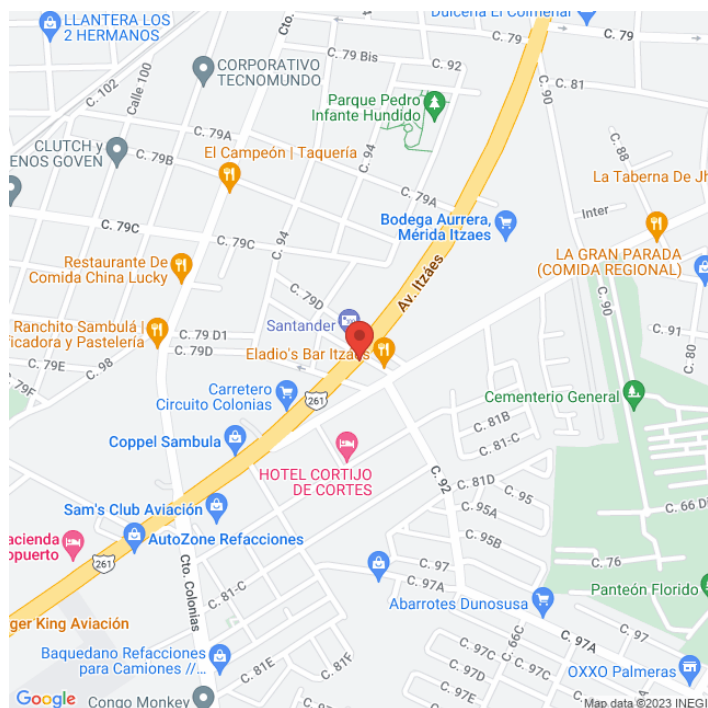 LLANTERA LOS
2 HERMANOS
Cto.
C. 79
Dulcería El Colmenar
C. 79
C. 79 Bis
C. 92
CORPORATIVO
TECNOMUNDO
C. 90
C. 81
C. 102
Calle 100
Parque Pedro
Infante Hundido
C. 79A
C. 88
CLUTCH y
ENOS GOVEN
C. 79B
El Campeón | Taquería
C. 94
C. 79A
La Taberna De Jh
Inter
Bodega Aurrera,
Mérida Itzaes
C. 79C
C. 79C
C. 94
LA GRAN PARADA
(COMIDA REGIONAL)
Restaurante De
Comida China Lucky
Av. Itzáes
C. 90
C. 79D
Santander
Ranchito Sambulá |
ficadora y Pastelería
C. 79 D1
C. 79D
Eladio's Bar Itzaes
C. 91
C. 80
C. 79E
C. 98
C. 79F
Carretero
Circuito Colonias
261
Cementerio General
C. 81B
C. 81-C
Coppel Sambula
HOTEL CORTIJO
DE CORTES
C. 92
C. 81D
C. 95
C. 66 D
Sam's Club Aviación
C. 95A
AutoZone Refacciones
C. 95B
acienda
opuerto
261
C. 97
C. 76
C. 97A
Cto. Colonias
C. 81-C
Panteón Florido
Abarrotes Dunosusa
rger King Aviación
C. 66C
C. 97C
C. 97A
Baquedano Refacciones
para Camiones //...
C. 81E
C. 81F
C. 97C
C. 97D
C. 97E
OXXO Palmeras
Google
Congo Monkey
Map data ©2023 INEGI